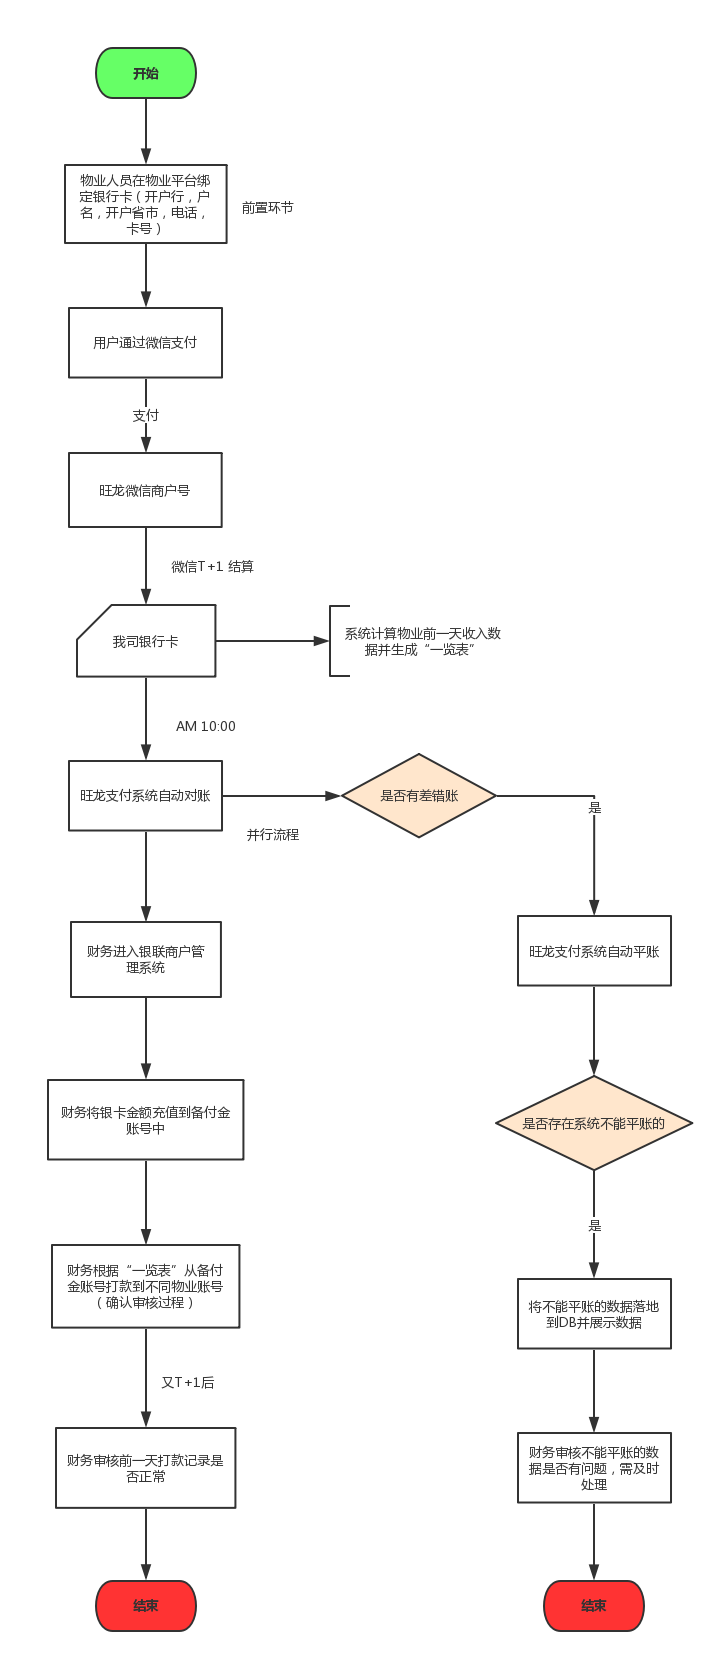 开始
物业人员在物业平台绑
定银行卡（开户行，户
名，开户省市，电话，
卡号）
前置环节
用户通过微信支付
支付
旺龙微信商户号
微信T+1 结算
我司银行卡
系统计算物业前一天收入数
据并生成“一览表”
AM 10:00
旺龙支付系统自动对账
并行流程
是否有差错账
是
财务进入银联商户管
理系统
旺龙支付系统自动平账
财务将银卡金额充值到备付金
账号中
是否存在系统不能平账的
是
财务根据“一览表”从备付
金账号打款到不同物业账号
（确认审核过程）
将不能平账的数据落地
到DB并展示数据
又T+1后
财务审核前一天打款记录是
否正常
财务审核不能平账的数
据是否有问题，需及时
处理
结束
结束